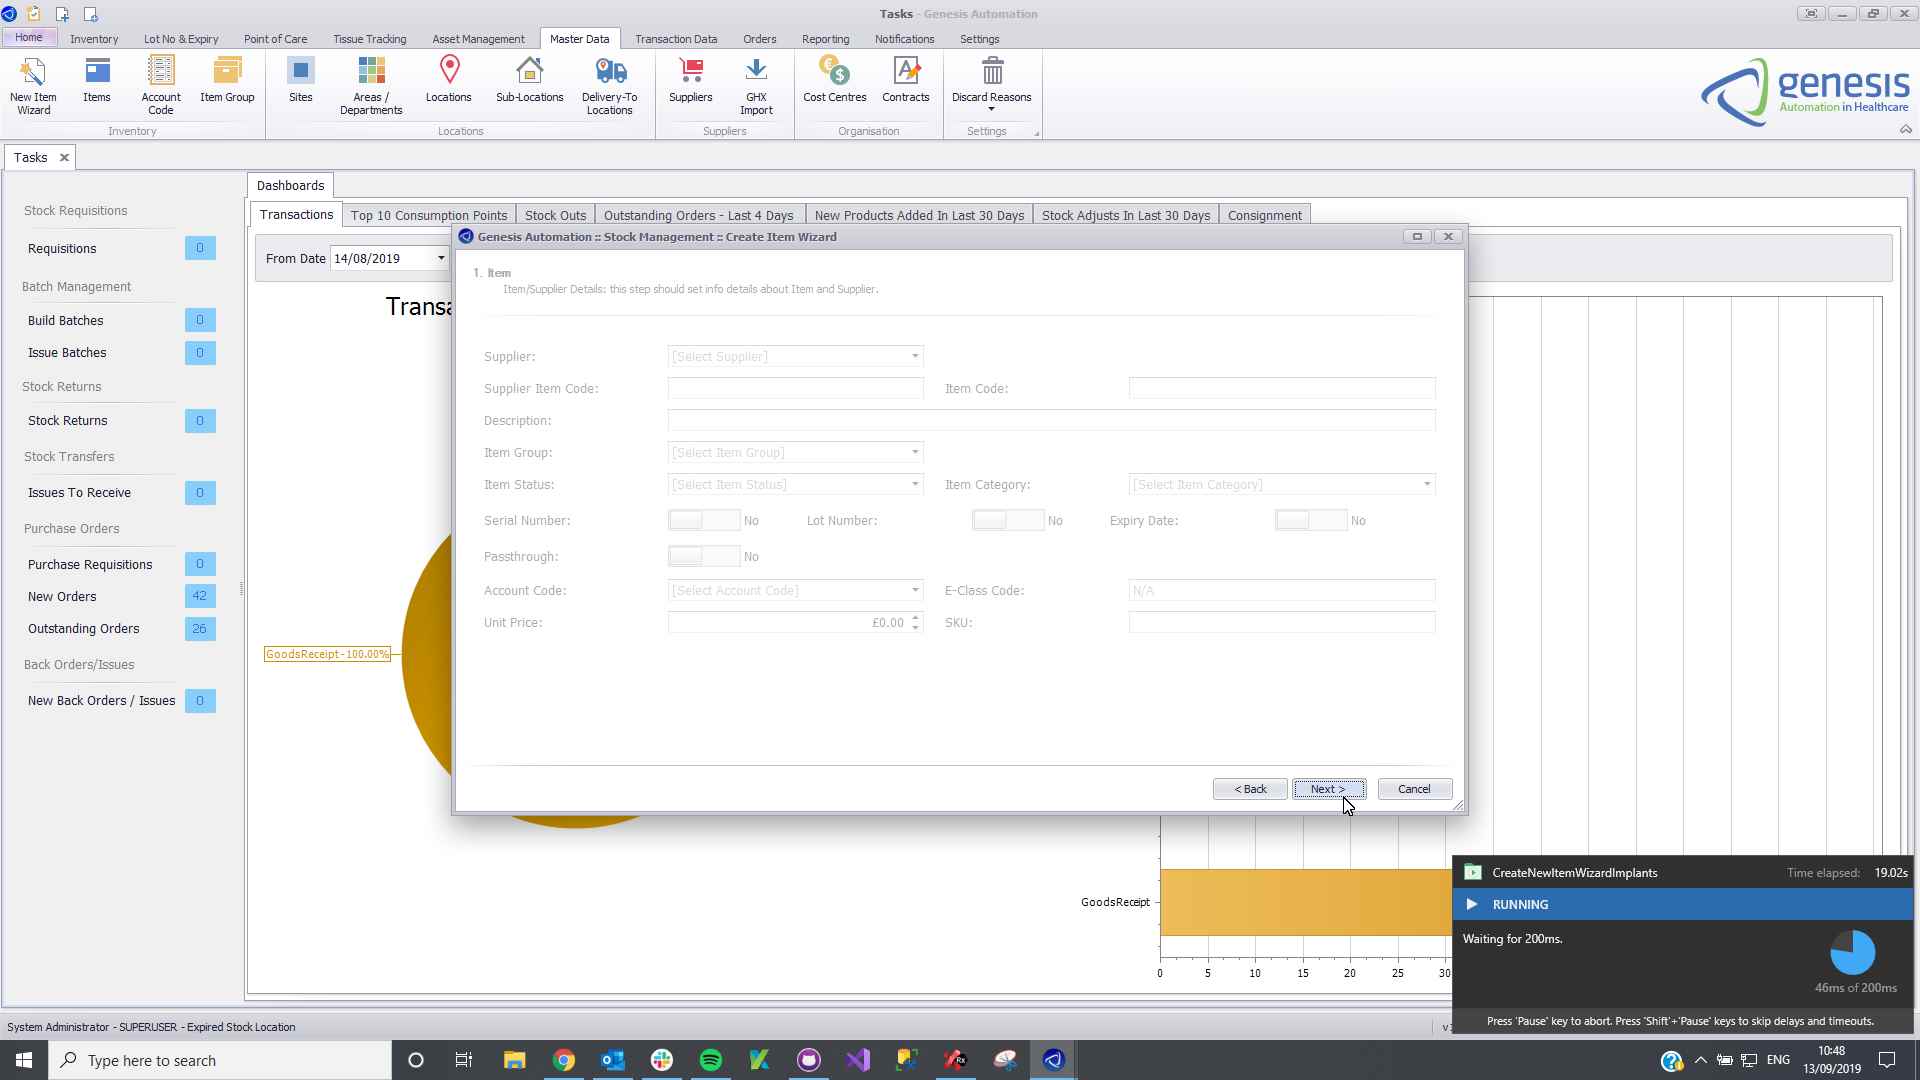 Tasks - Genesis Automation
Home
Inventory
Lot No & Expiry
Point of Care
Tissue Tracking
Asset Management
Master Data
Transaction Data
Orders
Reporting
Notifications
Settings
New Item Wizard
Items
Account Code
Item Group
Sites
Areas / Departments
Locations
Sub-Locations
Delivery-To Locations
Suppliers
GHX Import
Cost Centres
Contracts
Discard Reasons
Inventory
Locations
Suppliers
Organisation
Settings
genesis
Automation in Healthcare
Tasks
Dashboards
Transactions
Top 10 Consumption Points
Stock Outs
Outstanding Orders - Last 4 Days
New Products Added In Last 30 Days
Stock Adjusts In Last 30 Days
Consignment
Stock Requisitions
Requisitions 0
Batch Management
Build Batches 0
Issue Batches 0
Stock Returns
Stock Returns 0
Stock Transfers
Issues To Receive 0
Purchase Orders
Purchase Requisitions 0
New Orders 42
Outstanding Orders 26
Back Orders/Issues
New Back Orders / Issues 0
From Date 14/08/2019
Transa
GoodsReceipt-100.00%
Genesis Automation :: Stock Management :: Create Item Wizard
1. Item
Item/Supplier Details: this step should set info details about Item and Supplier.
Supplier: [Select Supplier]
Supplier Item Code: Item Code:
Description:
Item Group: [Select Item Group]
Item Status: [Select Item Status] Item Category: [Select Item Category]
Serial Number: No Lot Number: No Expiry Date: No
Passthrough: No
Account Code: [Select Account Code] E-Class Code: N/A
Unit Price: £0.00 SKU:
< Back Next > Cancel
GoodsReceipt
0 5 10 15 20 25 30
CreateNewItemWizardImplants Time elapsed: 19.02s
RUNNING
Waiting for 200ms.
46ms of 200ms
Press 'Pause' key to abort. Press 'Shift'+'Pause' keys to skip delays and timeouts.
System Administrator - SUPERUSER - Expired Stock Location
Type here to search
ENG
10:48
13/09/2019